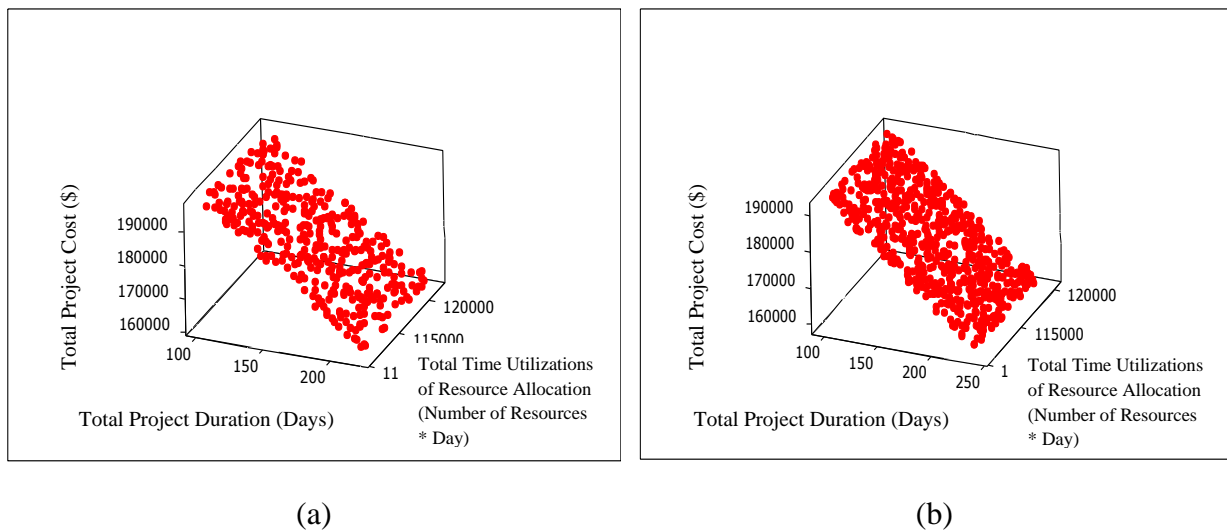 Total Project Cost ($)
190000
180000
170000
160000
100
150
200
11
115000
120000
Total Project Duration (Days)
Total Time Utilizations
of Resource Allocation
(Number of Resources
* Day)
(a)
Total Project Cost ($)
190000
180000
170000
160000
100
150
200
250
1
115000
120000
Total Project Duration (Days)
Total Time Utilizations
of Resource Allocation
(Number of Resources
* Day)
(b)